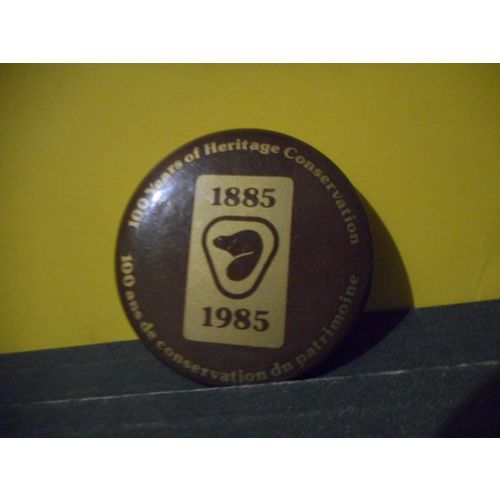 100 Years of Heritage Conservation
1885
1985
100 ans de conservation du patrimoine